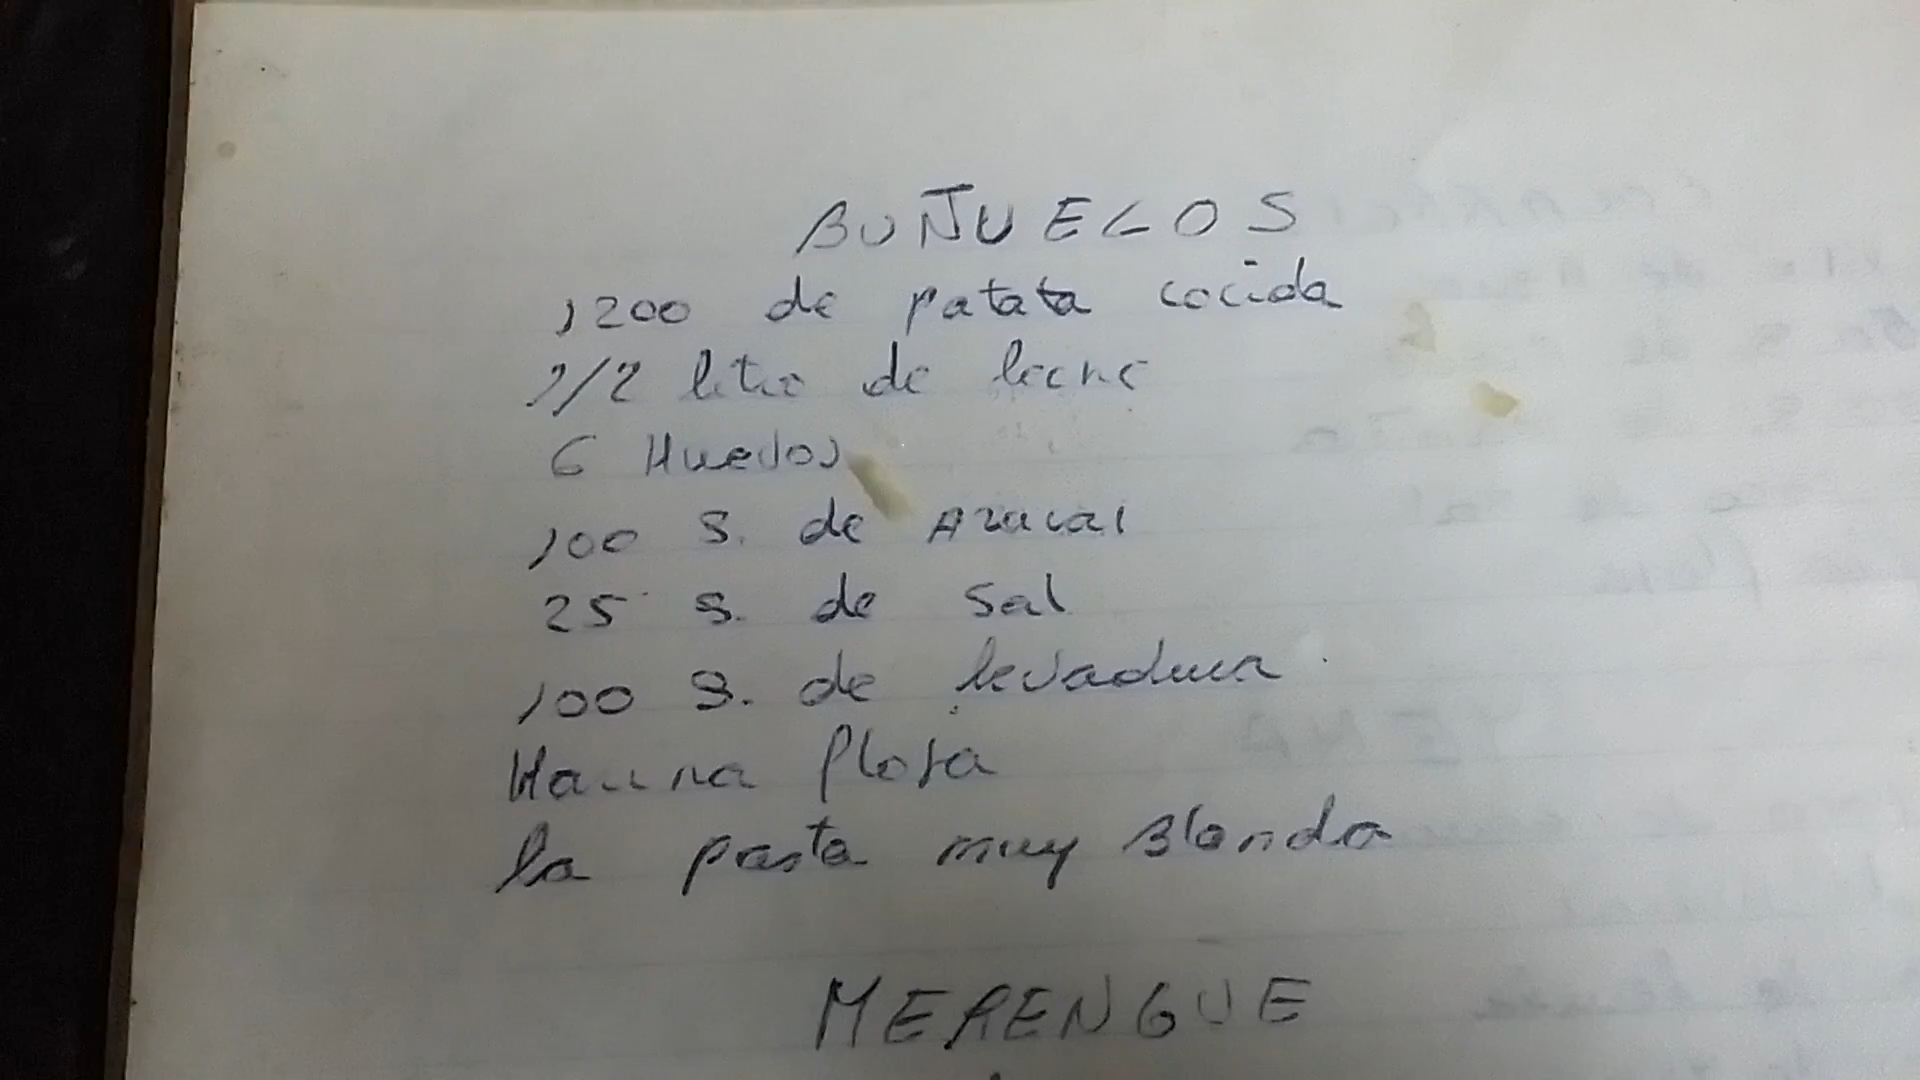 BUÑUELOS
1200 de patata cocida
1/2 litro de leche
6 Huevos
100 g. de Azucar
25 g. de Sal
100 g. de levadura
Harina floja
la pasta muy Blanda
MERENGUE